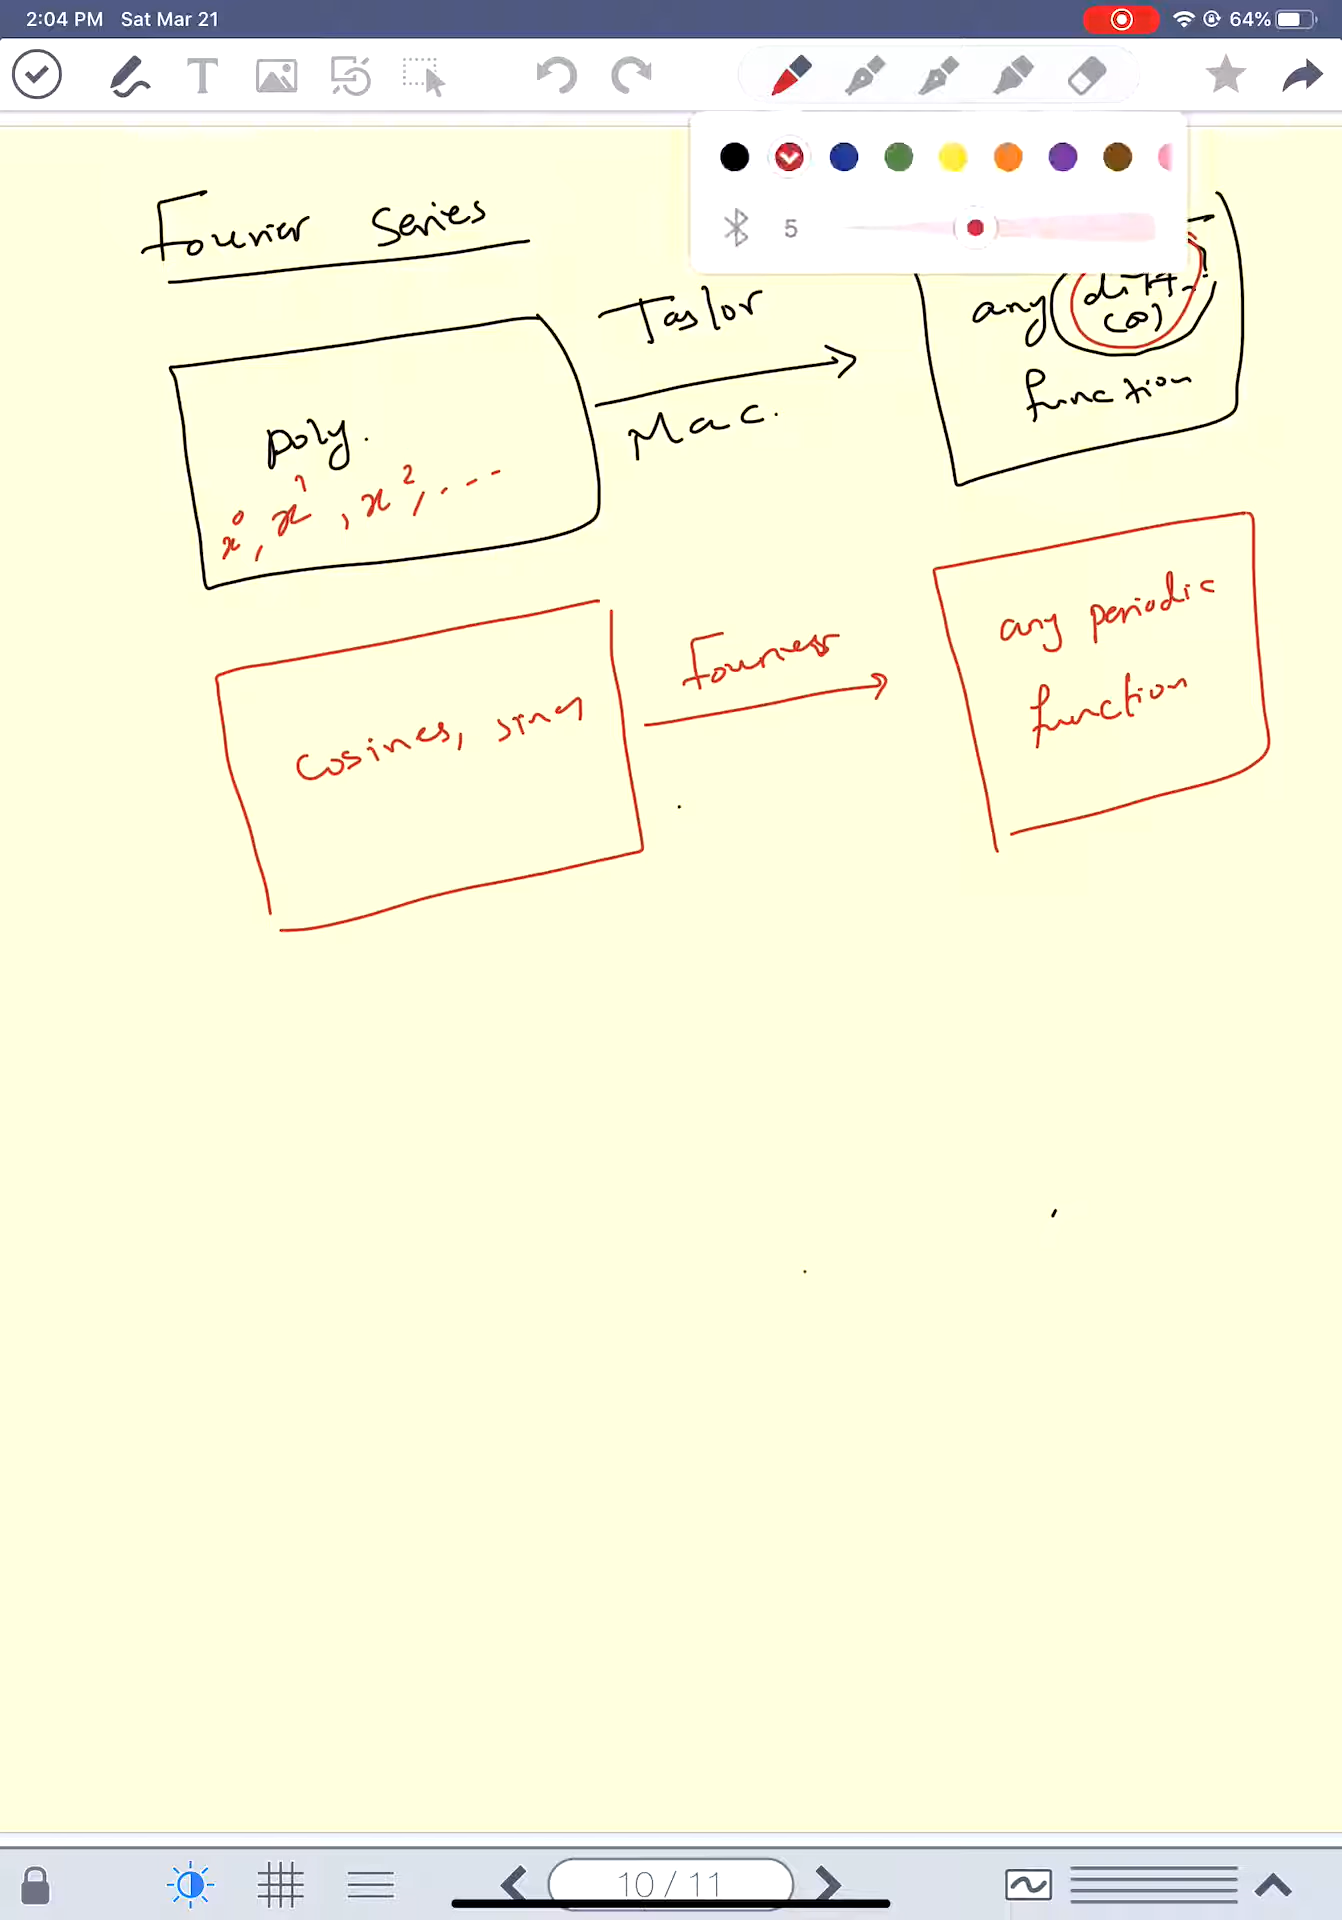 2:04 PM Sat Mar 21
64%
T
5
Fourier Series
Taylor
Mac.
any diff.
(∞)
function
poly.
x⁰, x¹, x², ...
Fourier
any periodic
function
cosines, sines
10 / 11